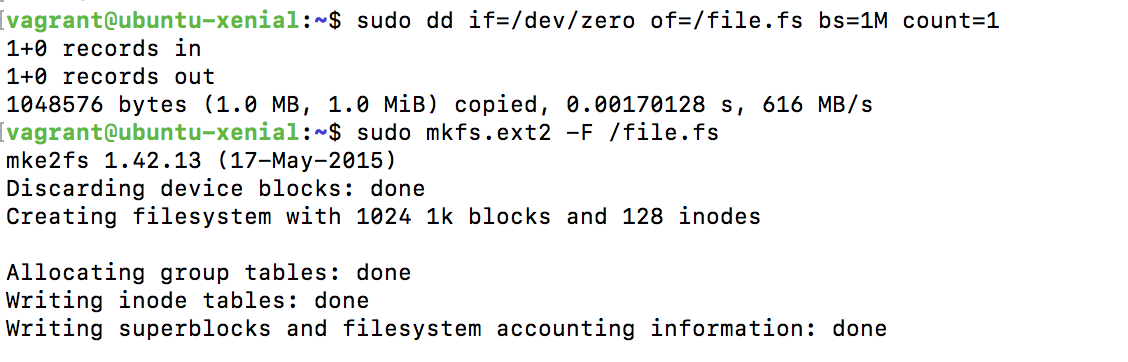 [vagrant@ubuntu-xenial:~$ sudo dd if=/dev/zero of=/file.fs bs=1M count=1
1+0 records in
1+0 records out
1048576 bytes (1.0 MB, 1.0 MiB) copied, 0.00170128 s, 616 MB/s
[vagrant@ubuntu-xenial:~$ sudo mkfs.ext2 -F /file.fs
mke2fs 1.42.13 (17-May-2015)
Discarding device blocks: done
Creating filesystem with 1024 1k blocks and 128 inodes
Allocating group tables: done
Writing inode tables: done
Writing superblocks and filesystem accounting information: done